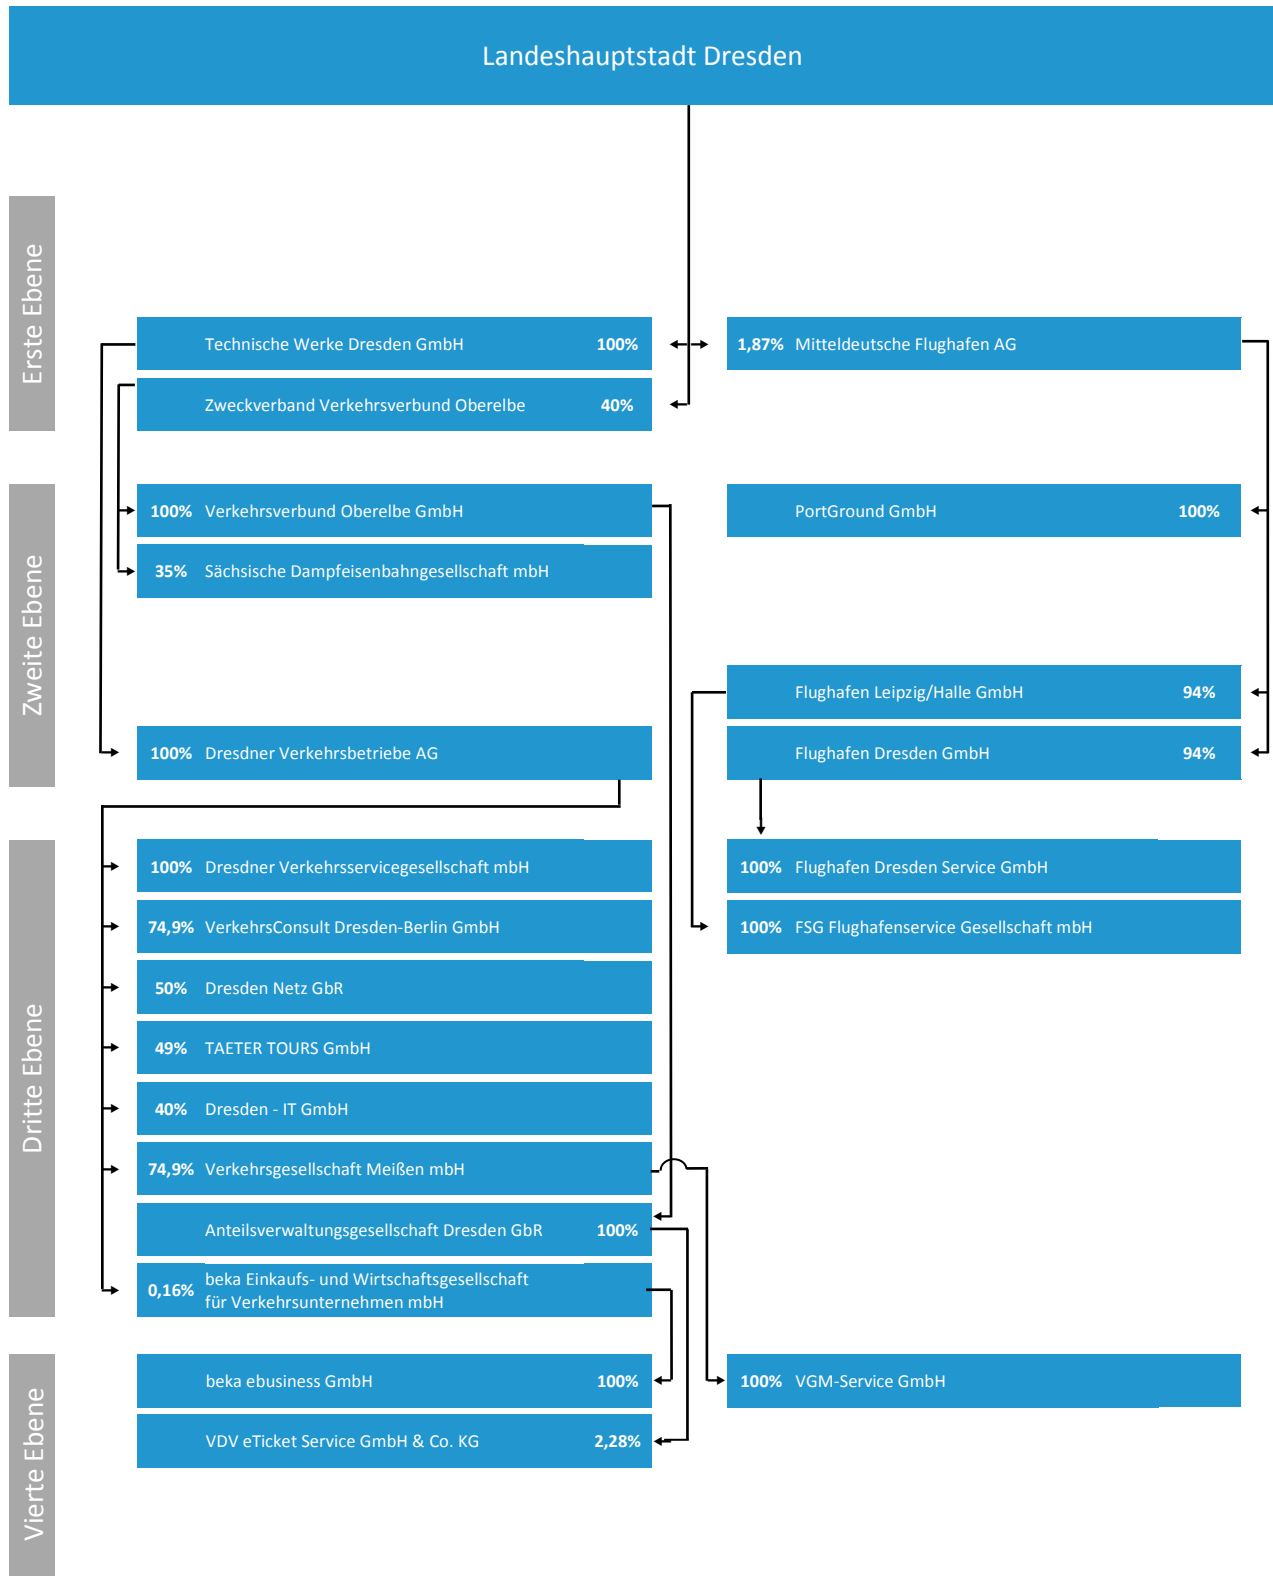 Landeshauptstadt Dresden
Erste Ebene
Technische Werke Dresden GmbH 100%
1,87% Mitteldeutsche Flughafen AG
Zweckverband Verkehrsverbund Oberelbe 40%
Zweite Ebene
100% Verkehrsverbund Oberelbe GmbH
PortGround GmbH 100%
35% Sächsische Dampfeisenbahngesellschaft mbH
Flughafen Leipzig/Halle GmbH 94%
100% Dresdner Verkehrsbetriebe AG
Flughafen Dresden GmbH 94%
Dritte Ebene
100% Dresdner Verkehrsservicegesellschaft mbH
100% Flughafen Dresden Service GmbH
74,9% VerkehrsConsult Dresden-Berlin GmbH
100% FSG Flughafenservice Gesellschaft mbH
50% Dresden Netz GbR
49% TAETER TOURS GmbH
40% Dresden - IT GmbH
74,9% Verkehrsgesellschaft Meißen mbH
Anteilsverwaltungsgesellschaft Dresden GbR 100%
0,16% beka Einkaufs- und Wirtschaftsgesellschaft
für Verkehrsunternehmen mbH
Vierte Ebene
beka ebusiness GmbH 100%
100% VGM-Service GmbH
VDV eTicket Service GmbH & Co. KG 2,28%